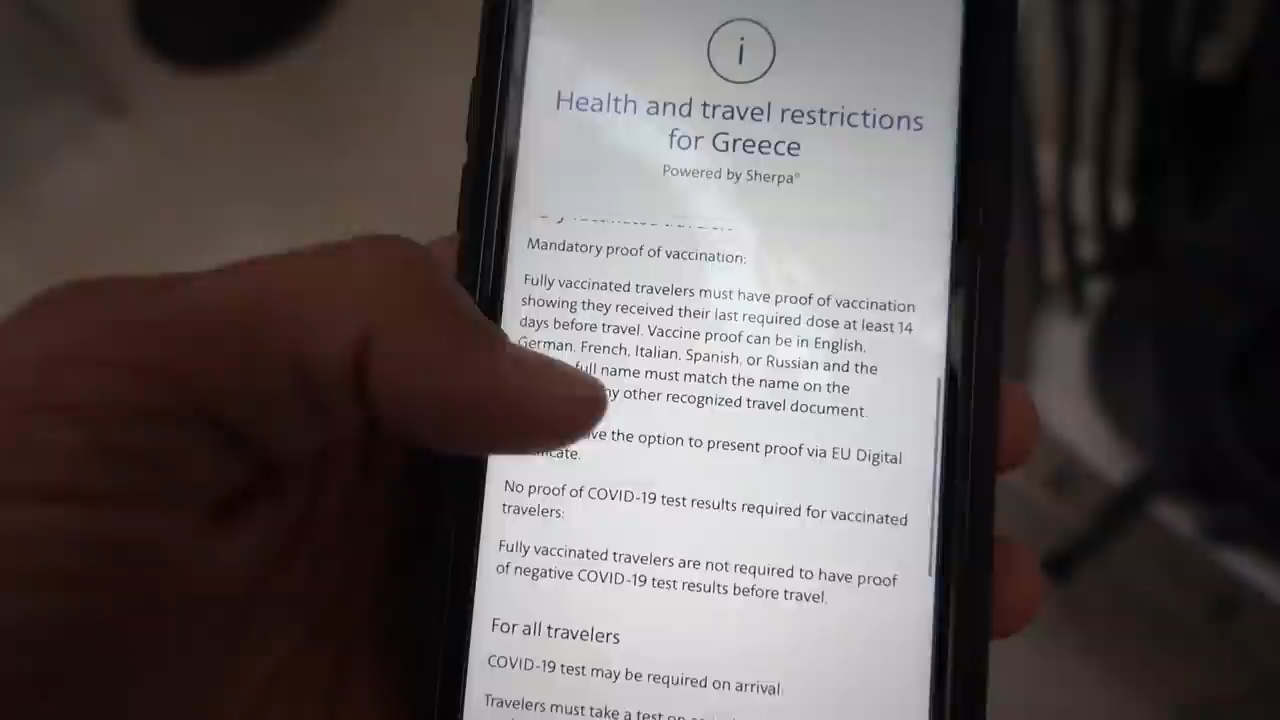 i
Health and travel restrictions
for Greece
Powered by Sherpa°
Mandatory proof of vaccination:
Fully vaccinated travelers must have proof of vaccination
showing they received their last required dose at least 14
days before travel. Vaccine proof can be in English,
German, French, Italian, Spanish, or Russian and the
full name must match the name on the
other recognized travel document.
the option to present proof via EU Digital
No proof of COVID-19 test results required for vaccinated
travelers:
Fully vaccinated travelers are not required to have proof
of negative COVID-19 test results before travel.
For all travelers
COVID-19 test may be required on arrival
Travelers must take a test on